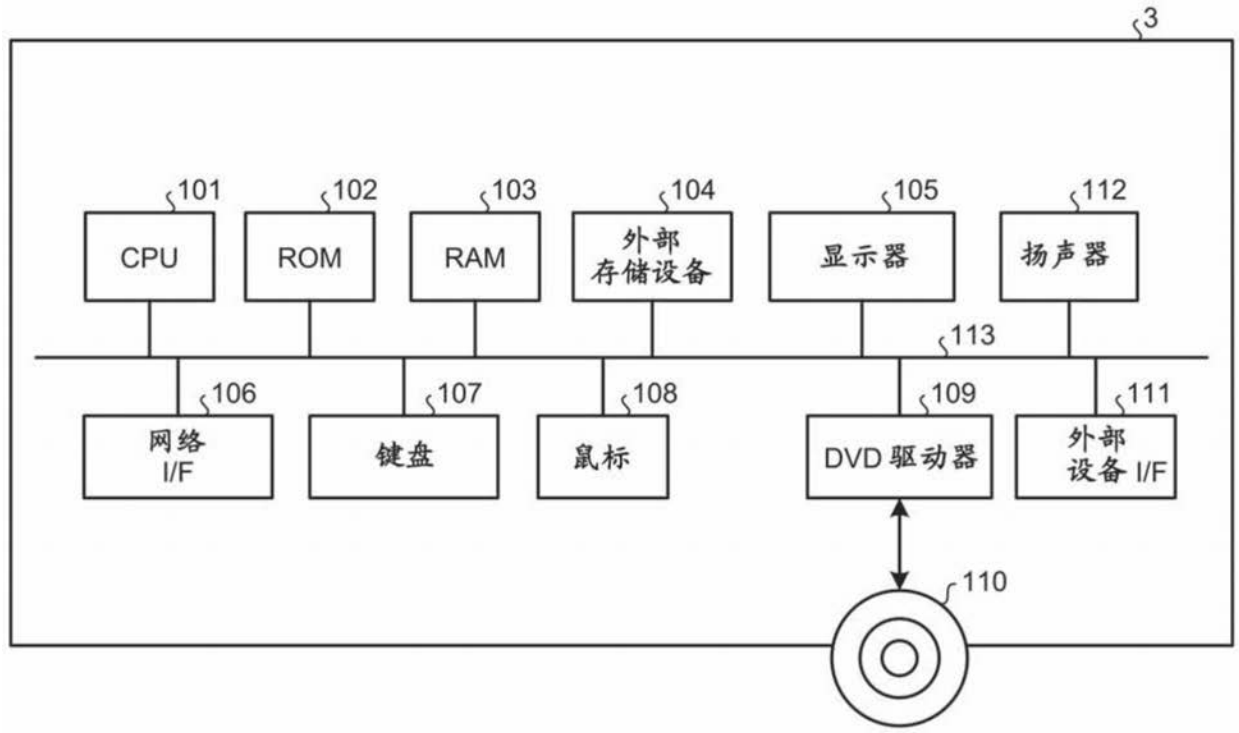 3
101
102
103
104
105
112
CPU
ROM
RAM
外部
存储设备
显示器
扬声器
113
106
107
108
109
111
网络
I/F
键盘
鼠标
DVD 驱动器
外部
设备 I/F
110